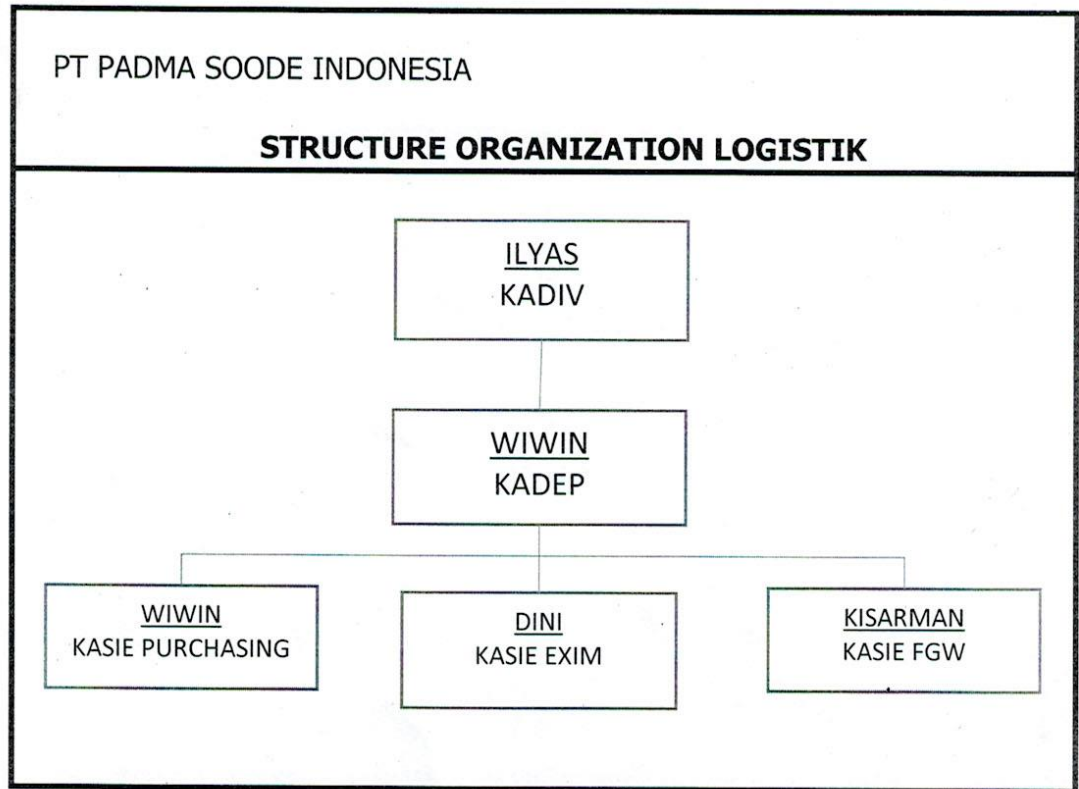 PT PADMA SOODE INDONESIA
STRUCTURE ORGANIZATION LOGISTIK
ILYAS
KADIV
WIWIN
KADEP
WIWIN
KASIE PURCHASING
DINI
KASIE EXIM
KISARMAN
KASIE FGW